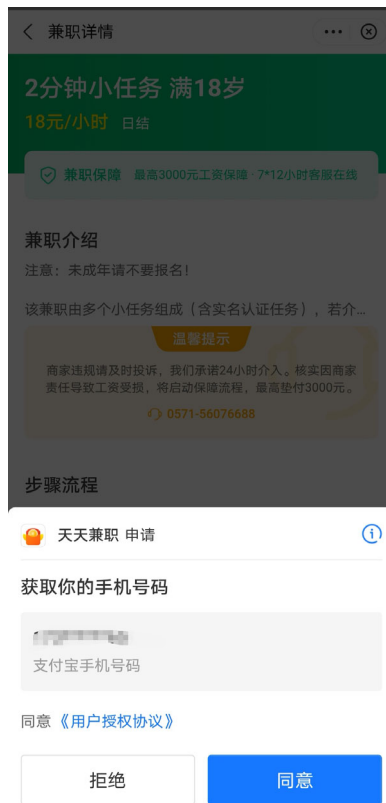 兼职详情
2分钟小任务 满18岁
18元/小时 日结
兼职保障 最高3000元工资保障·7*12小时客服在线
兼职介绍
注意：未成年请不要报名！
该兼职由多个小任务组成（含实名认证任务），若介...
温馨提示
商家违规请及时投诉，我们承诺24小时介入。核实因商家
责任导致工资受损，将启动保障流程，最高垫付3000元。
0571-56076688
步骤流程
天天兼职 申请
获取你的手机号码
支付宝手机号码
同意《用户授权协议》
拒绝
同意